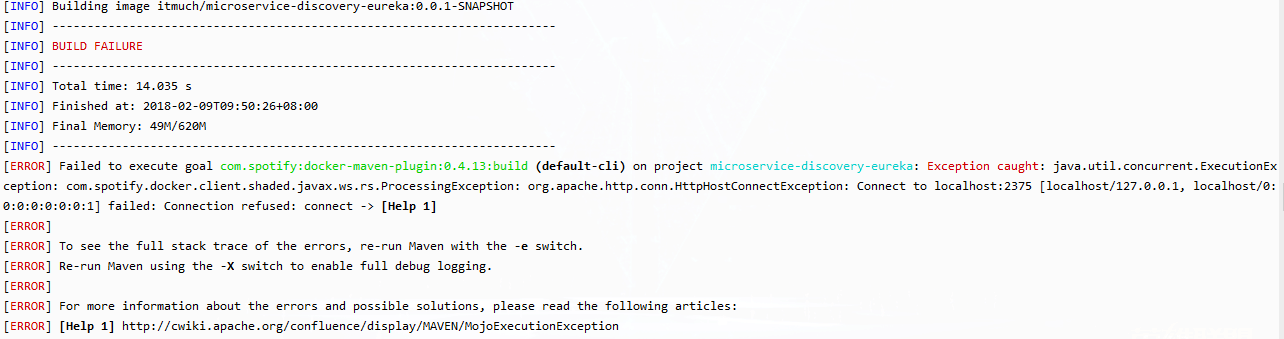 [INFO] Building image itmuch/microservice-discovery-eureka:0.0.1-SNAPSHOT
[INFO] ------------------------------------------------------------------------
[INFO] BUILD FAILURE
[INFO] ------------------------------------------------------------------------
[INFO] Total time: 14.035 s
[INFO] Finished at: 2018-02-09T09:50:26+08:00
[INFO] Final Memory: 49M/620M
[INFO] ------------------------------------------------------------------------
[ERROR] Failed to execute goal com.spotify:docker-maven-plugin:0.4.13:build (default-cli) on project microservice-discovery-eureka: Exception caught: java.util.concurrent.ExecutionEx
ception: com.spotify.docker.client.shaded.javax.ws.rs.ProcessingException: org.apache.http.conn.HttpHostConnectException: Connect to localhost:2375 [localhost/127.0.0.1, localhost/0:
0:0:0:0:0:0:1] failed: Connection refused: connect -> [Help 1]
[ERROR]
[ERROR] To see the full stack trace of the errors, re-run Maven with the -e switch.
[ERROR] Re-run Maven using the -X switch to enable full debug logging.
[ERROR]
[ERROR] For more information about the errors and possible solutions, please read the following articles:
[ERROR] [Help 1] http://cwiki.apache.org/confluence/display/MAVEN/MojoExecutionException